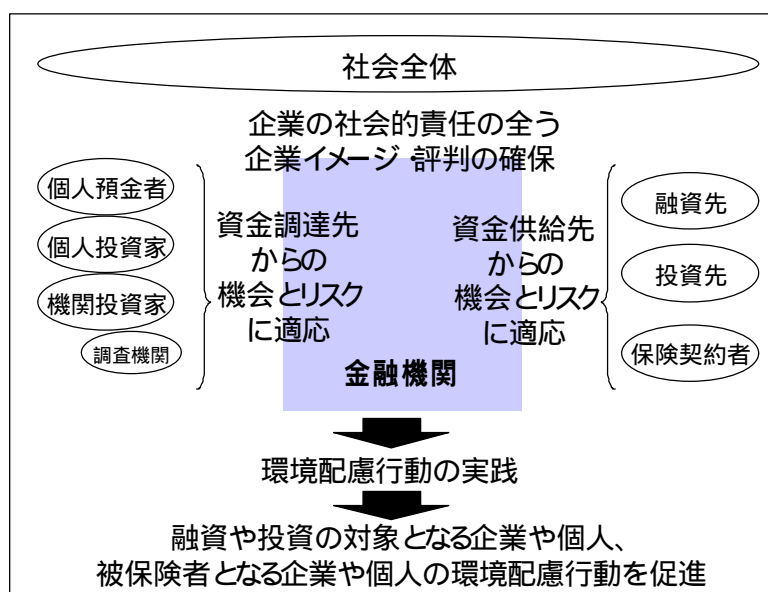 社会全体
企業の社会的責任の全う
企業イメージ・評判の確保
個人預金者
個人投資家
機関投資家
調査機関
資金調達先
からの
機会とリスク
に適応
資金供給先
からの
機会とリスク
に適応
融資先
投資先
保険契約者
金融機関
環境配慮行動の実践
融資や投資の対象となる企業や個人、
被保険者となる企業や個人の環境配慮行動を促進